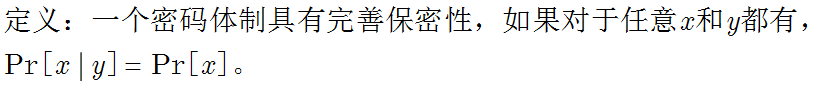 定义：一个密码体制具有完善保密性，如果对于任意x和y都有，
Pr[x | y] = Pr[x]。